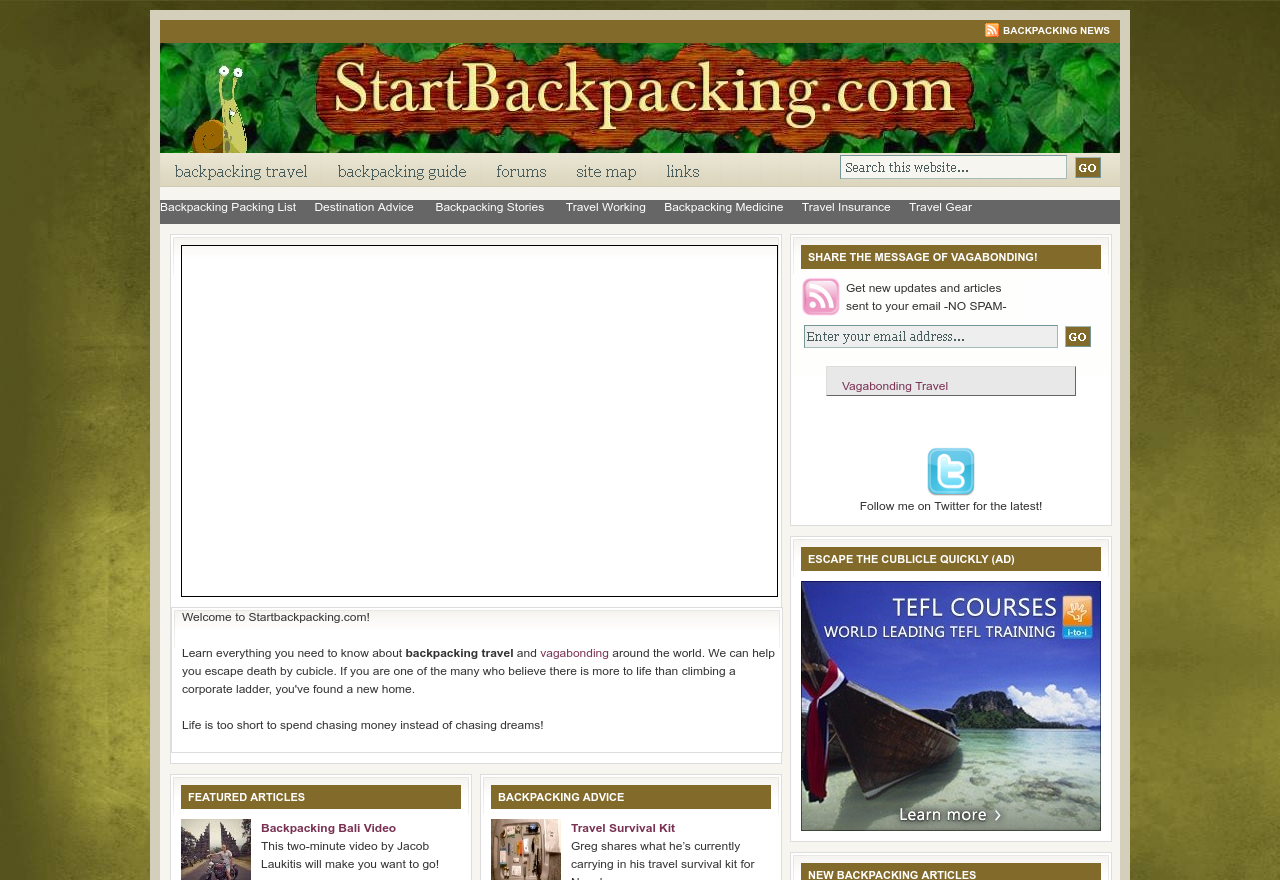 BACKPACKING NEWS
StartBackpacking.com
backpacking travel backpacking guide forums site map links
Search this website... GO
Backpacking Packing List Destination Advice Backpacking Stories Travel Working Backpacking Medicine Travel Insurance Travel Gear
SHARE THE MESSAGE OF VAGABONDING!
Get new updates and articles
sent to your email -NO SPAM-
Enter your email address... GO
Vagabonding Travel
Follow me on Twitter for the latest!
Welcome to Startbackpacking.com!
Learn everything you need to know about backpacking travel and vagabonding around the world. We can help
you escape death by cubicle. If you are one of the many who believe there is more to life than climbing a
corporate ladder, you've found a new home.
Life is too short to spend chasing money instead of chasing dreams!
ESCAPE THE CUBLICLE QUICKLY (AD)
TEFL COURSES
WORLD LEADING TEFL TRAINING
i-to-i
Learn more ›
FEATURED ARTICLES
Backpacking Bali Video
This two-minute video by Jacob
Laukitis will make you want to go!
BACKPACKING ADVICE
Travel Survival Kit
Greg shares what he's currently
carrying in his travel survival kit for
NEW BACKPACKING ARTICLES